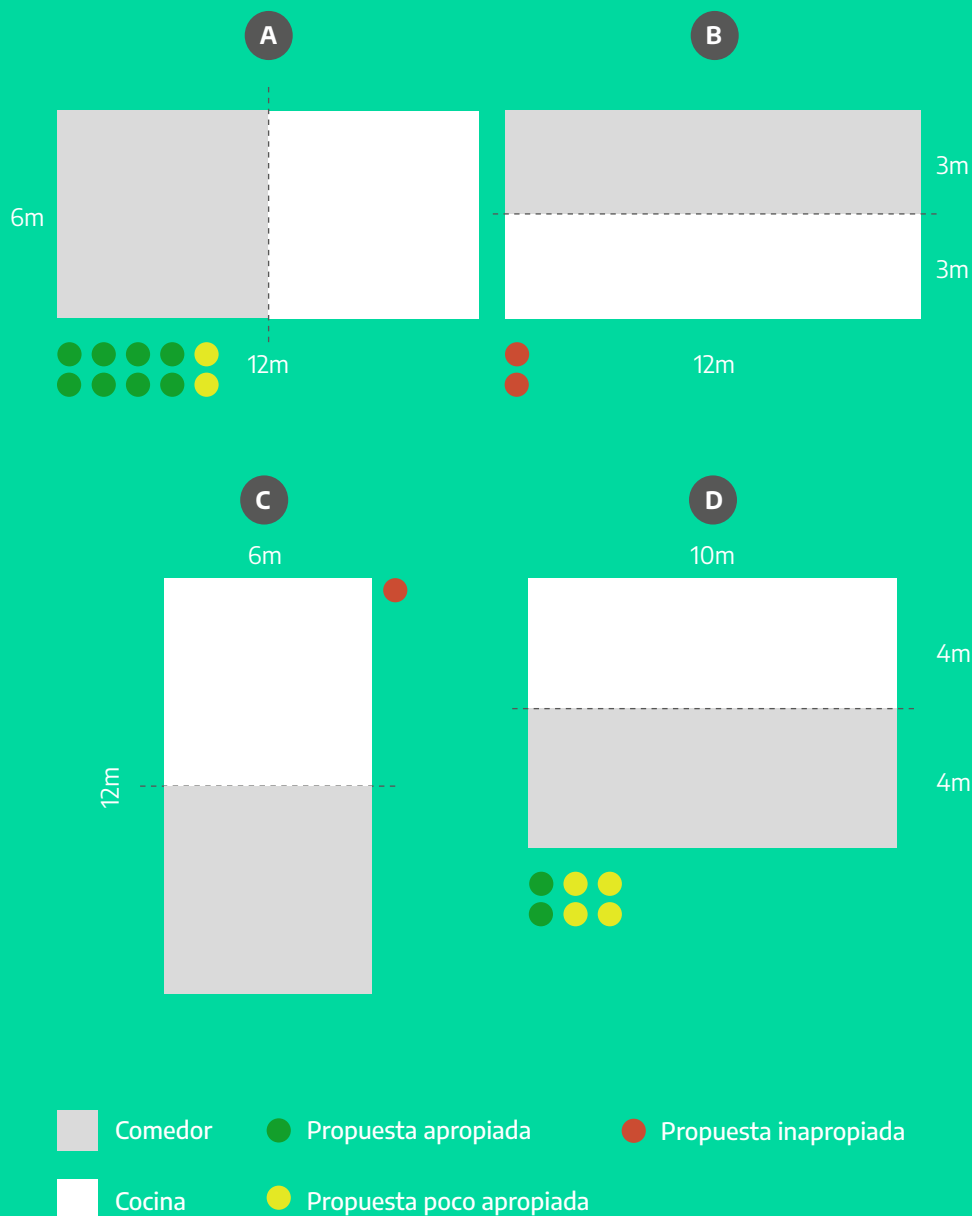 A
B
6m
3m
3m
12m
12m
C
D
6m
10m
12m
4m
4m
Comedor
Propuesta apropiada
Propuesta inapropiada
Cocina
Propuesta poco apropiada